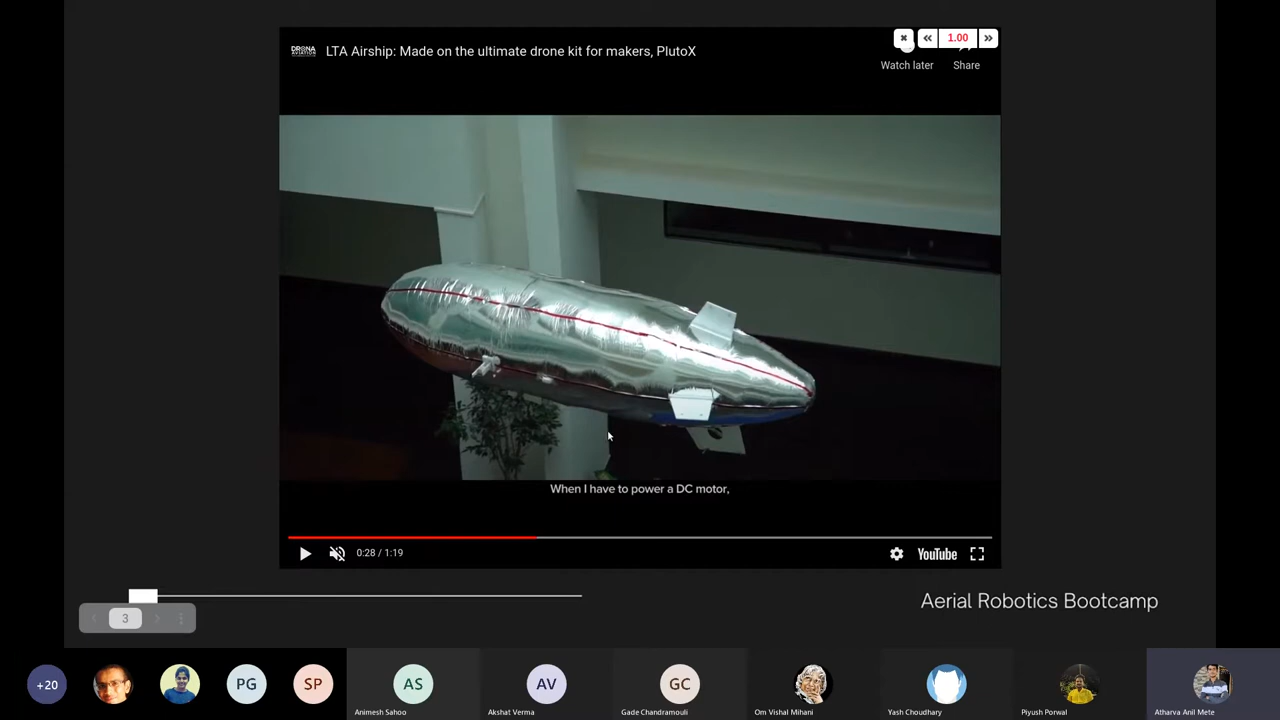 DRONA
LTA Airship: Made on the ultimate drone kit for makers, PlutoX
1.00
Watch later
Share
When I have to power a DC motor,
0:28 / 1:19
YouTube
Aerial Robotics Bootcamp
3
+20
PG
SP
AS
AV
GC
Animesh Sahoo
Akshat Verma
Gade Chandramouli
Om Vishal Mihani
Yash Choudhary
Piyush Porwal
Atharva Anil Mete